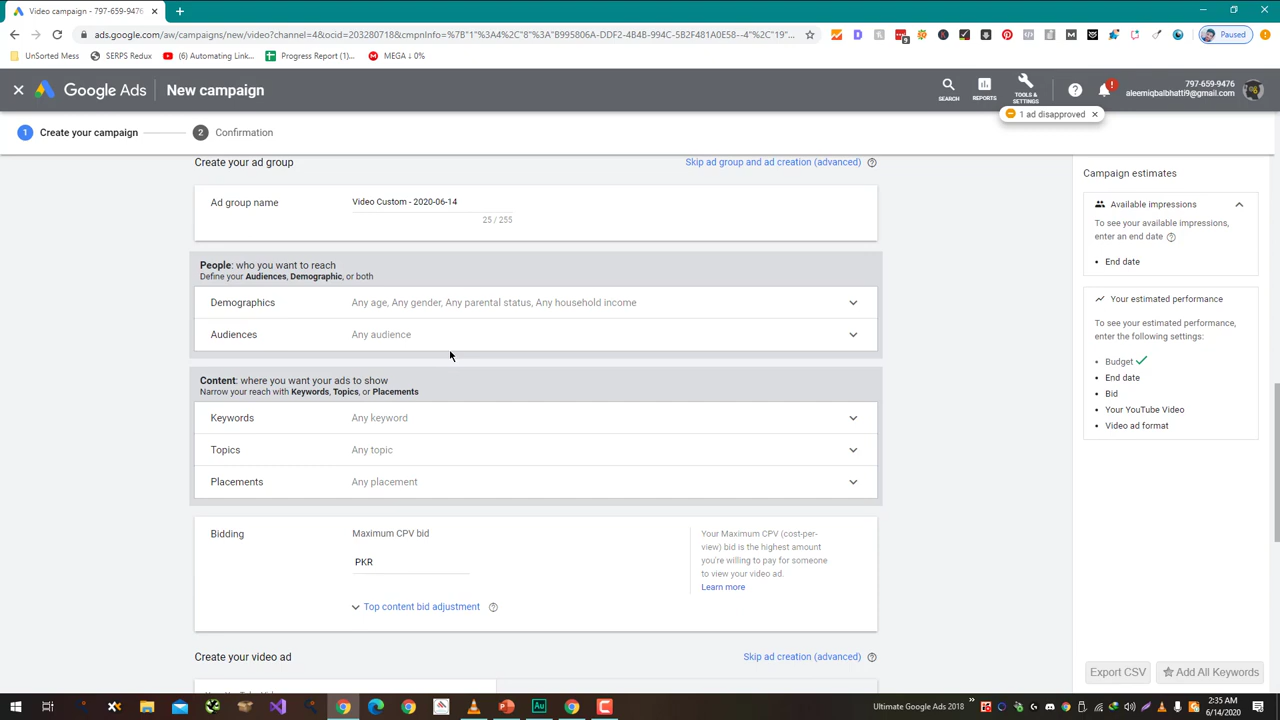 Video campaign - 797-659-9476
ads.google.com/aw/campaigns/new/video?channel=4&ocid=203350718&cmpnInfo=%7B"1"%3A4%2C"8"%3A"B995806A-DDF2-4B4B-994C-5B2F481A0E58--4"%2C"19"...
Paused
UnSorted Mess
SERPS Redux
(6) Automating Link...
Progress Report (1)...
MEGA ↓ 0%
Google Ads
New campaign
SEARCH
REPORTS
TOOLS &
SETTINGS
797-659-9476
aleemiqbalbhatti9@gmail.com
1 ad disapproved
1 Create your campaign
2 Confirmation
Create your ad group
Skip ad group and ad creation (advanced)
Ad group name
Video Custom - 2020-06-14
25 / 255
People: who you want to reach
Define your Audiences, Demographic, or both
Demographics
Any age, Any gender, Any parental status, Any household income
Audiences
Any audience
Content: where you want your ads to show
Narrow your reach with Keywords, Topics, or Placements
Keywords
Any keyword
Topics
Any topic
Placements
Any placement
Bidding
Maximum CPV bid
PKR
Top content bid adjustment
Your Maximum CPV (cost-per-
view) bid is the highest amount
you're willing to pay for someone
to view your video ad.
Learn more
Create your video ad
Skip ad creation (advanced)
Campaign estimates
Available impressions
To see your available impressions,
enter an end date
• End date
Your estimated performance
To see your estimated performance,
enter the following settings:
• Budget
• End date
• Bid
• Your YouTube Video
• Video ad format
Export CSV
Add All Keywords
Ultimate Google Ads 2018
2:35 AM
6/14/2020